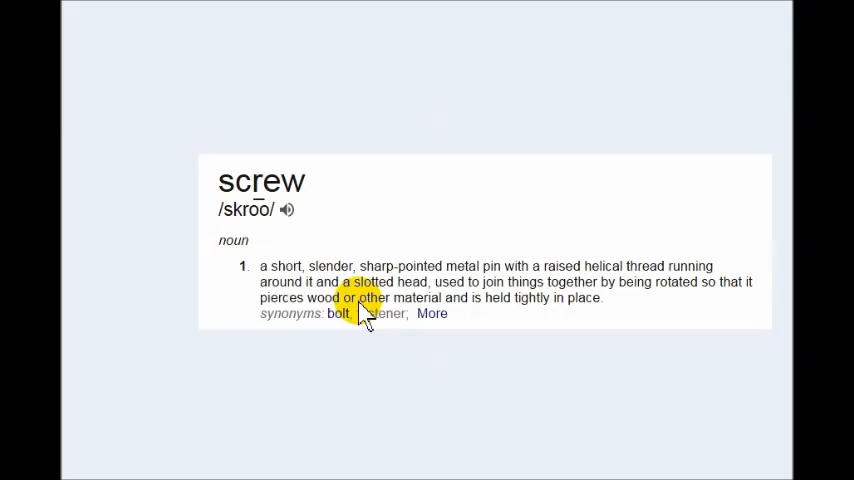 screw
/skro͞o/
noun
1. a short, slender, sharp-pointed metal pin with a raised helical thread running
around it and a slotted head, used to join things together by being rotated so that it
pierces wood or other material and is held tightly in place.
synonyms: bolt, More